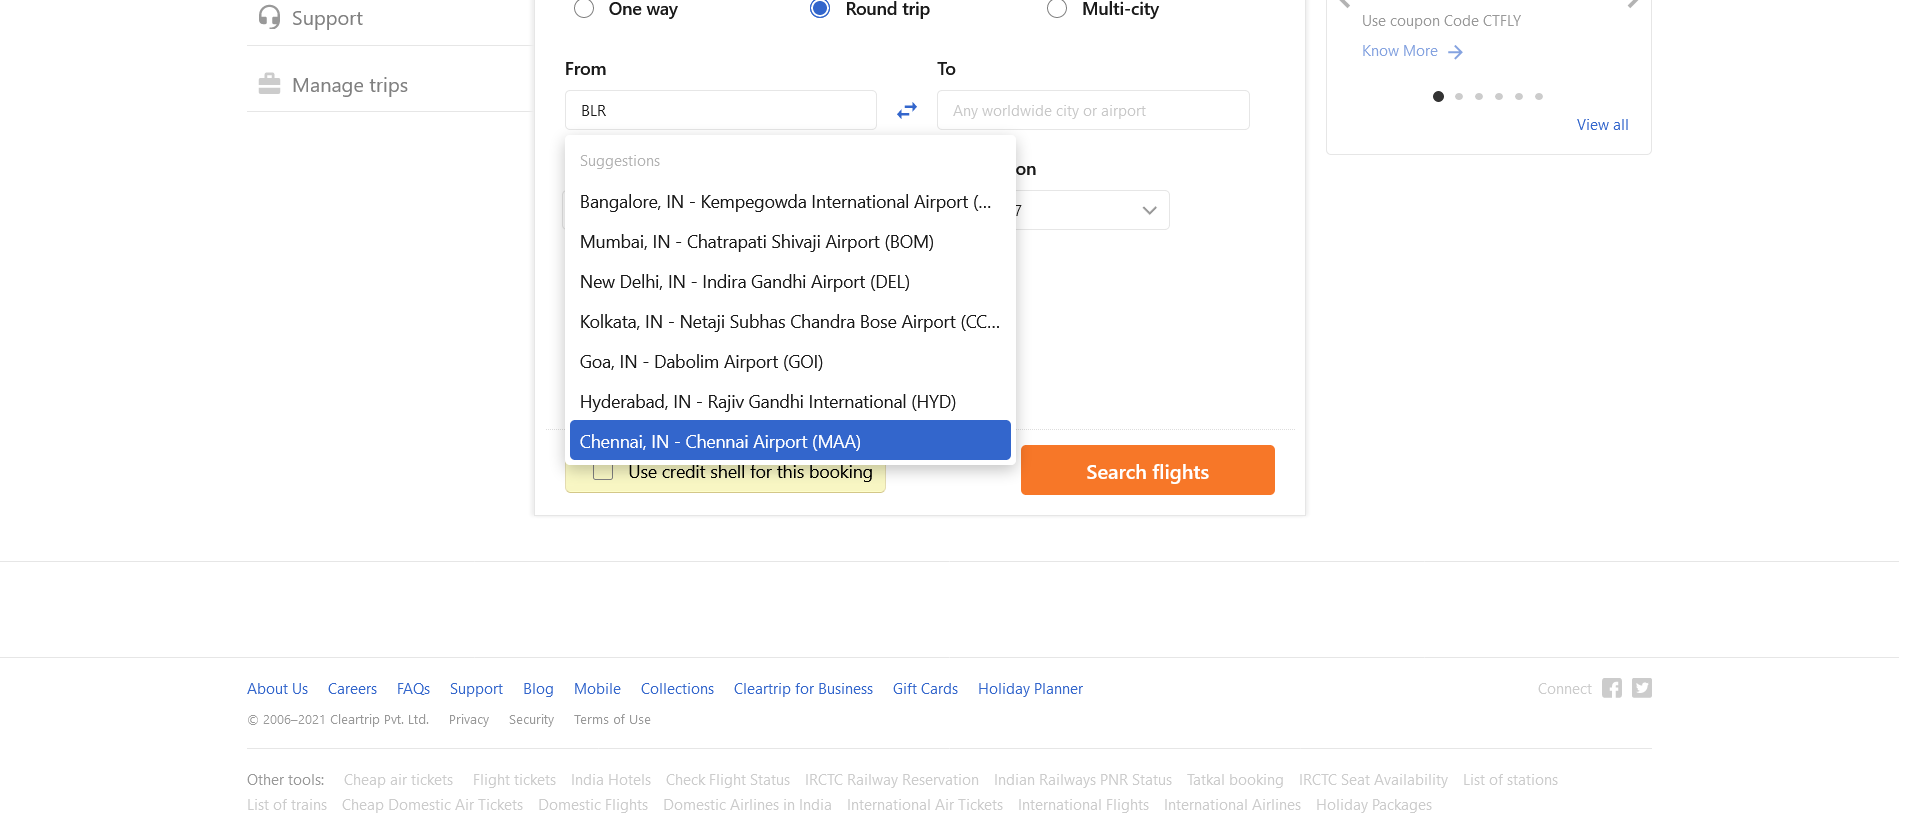 Support
Manage trips
One way
Round trip
Multi-city
From
To
BLR
Any worldwide city or airport
on
7
Suggestions
Bangalore, IN - Kempegowda International Airport (...
Mumbai, IN - Chatrapati Shivaji Airport (BOM)
New Delhi, IN - Indira Gandhi Airport (DEL)
Kolkata, IN - Netaji Subhas Chandra Bose Airport (CC...
Goa, IN - Dabolim Airport (GOI)
Hyderabad, IN - Rajiv Gandhi International (HYD)
Chennai, IN - Chennai Airport (MAA)
Use credit shell for this booking
Search flights
Use coupon Code CTFLY
Know More
View all
About Us Careers FAQs Support Blog Mobile Collections Cleartrip for Business Gift Cards Holiday Planner
Connect
© 2006–2021 Cleartrip Pvt. Ltd. Privacy Security Terms of Use
Other tools: Cheap air tickets Flight tickets India Hotels Check Flight Status IRCTC Railway Reservation Indian Railways PNR Status Tatkal booking IRCTC Seat Availability List of stations
List of trains Cheap Domestic Air Tickets Domestic Flights Domestic Airlines in India International Air Tickets International Flights International Airlines Holiday Packages